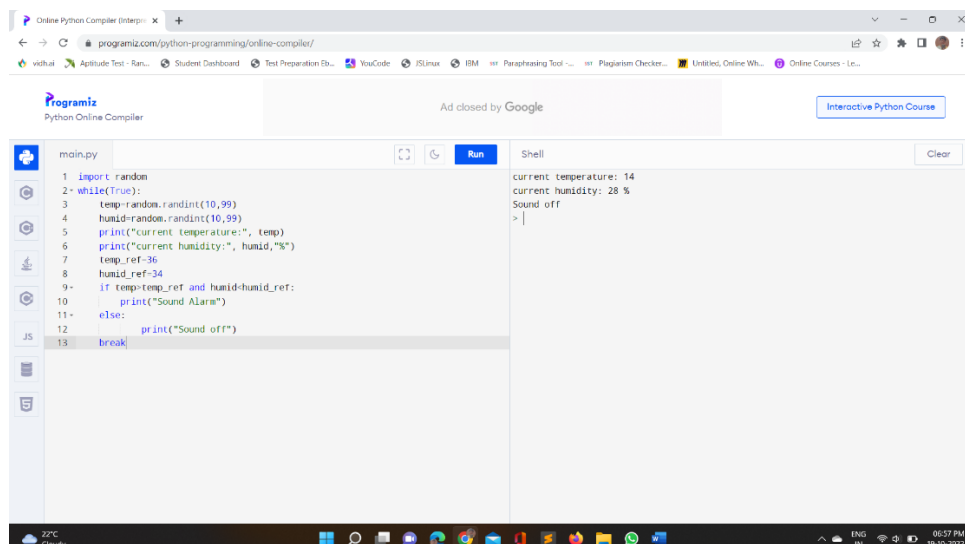 Online Python Compiler (Interpre
programiz.com/python-programming/online-compiler/
vidh.ai Aptitude Test - Ran... Student Dashboard Test Preparation Eb... YouCode JSLinux IBM Paraphrasing Tool -... Plagiarism Checker... Untitled, Online Wh... Online Courses - Le...
Programiz
Python Online Compiler
Ad closed by Google
Interactive Python Course
main.py
Run
Shell
Clear
1 import random
2 while(True):
3 temp=random.randint(10,99)
4 humid=random.randint(10,99)
5 print("current temperature:", temp)
6 print("current humidity:", humid,"%")
7 temp_ref=36
8 humid_ref=34
9 if temp>temp_ref and humid<humid_ref:
10 print("Sound Alarm")
11 else:
12 print("Sound off")
13 break
current temperature: 14
current humidity: 28 %
Sound off
>
JS
22°C
Cloudy
ENG
IN
06:57 PM
19-10-2022